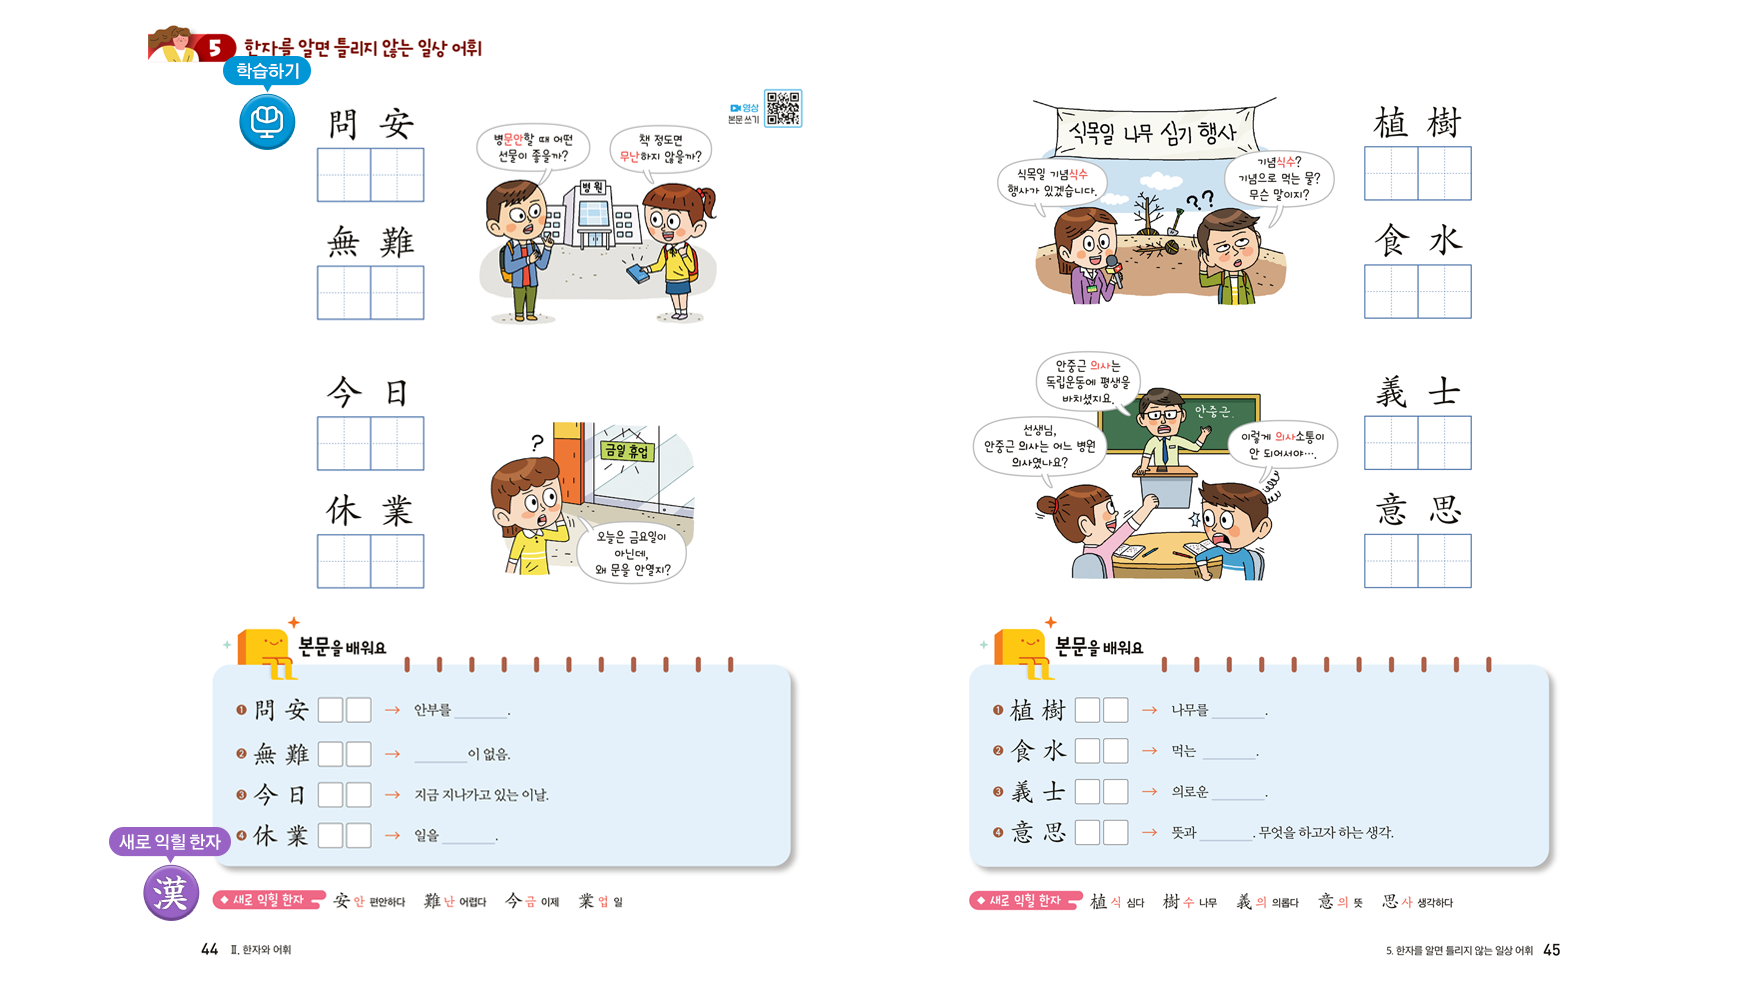 5 한자를 알면 틀리지 않는 일상 어휘
학습하기
問 安
無 難
영상
본문 쓰기
병문안할 때 어떤
선물이 좋을까?
책 정도면
무난하지 않을까?
병원
今 日
休 業
?
금일 휴업
오늘은 금요일이
아닌데,
왜 문을 안열지?
본문을 배워요
1 問 安 → 안부를 ______.
2 無 難 → ______이 없음.
3 今 日 → 지금 지나가고 있는 이날.
4 休 業 → 일을 ______.
새로 익힐 한자
漢
◆ 새로 익힐 한자 安 안 편안하다 難 난 어렵다 今 금 이제 業 업 일
44 Ⅱ. 한자와 어휘
식목일 나무 심기 행사
식목일 기념식수
행사가 있겠습니다.
기념식수?
기념으로 먹는 물?
무슨 말이지?
??
植 樹
食 水
안중근 의사는
독립운동에 평생을
바치셨지요.
안중근.
선생님,
안중근 의사는 어느 병원
의사였나요?
이렇게 의사소통이
안 되어서야….
義 士
意 思
본문을 배워요
1 植 樹 → 나무를 ______.
2 食 水 → 먹는 ______.
3 義 士 → 의로운 ______.
4 意 思 → 뜻과 ______. 무엇을 하고자 하는 생각.
◆ 새로 익힐 한자 植 식 심다 樹 수 나무 義 의 의롭다 意 의 뜻 思 사 생각하다
5. 한자를 알면 틀리지 않는 일상 어휘 45